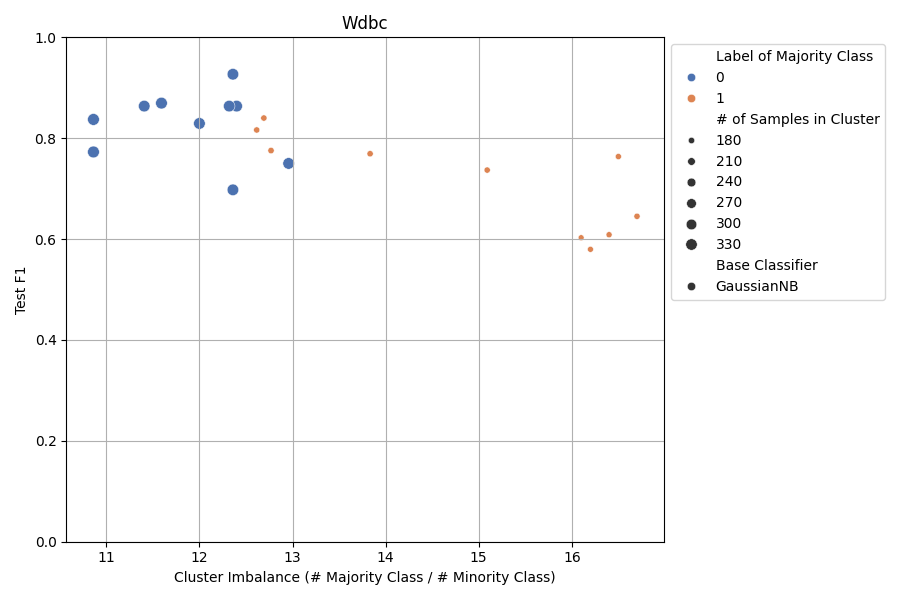 Wdbc
1.0
0.8
0.6
0.4
0.2
0.0
Test F1
11 12 13 14 15 16
Cluster Imbalance (# Majority Class / # Minority Class)
Label of Majority Class
0
1
# of Samples in Cluster
180
210
240
270
300
330
Base Classifier
GaussianNB